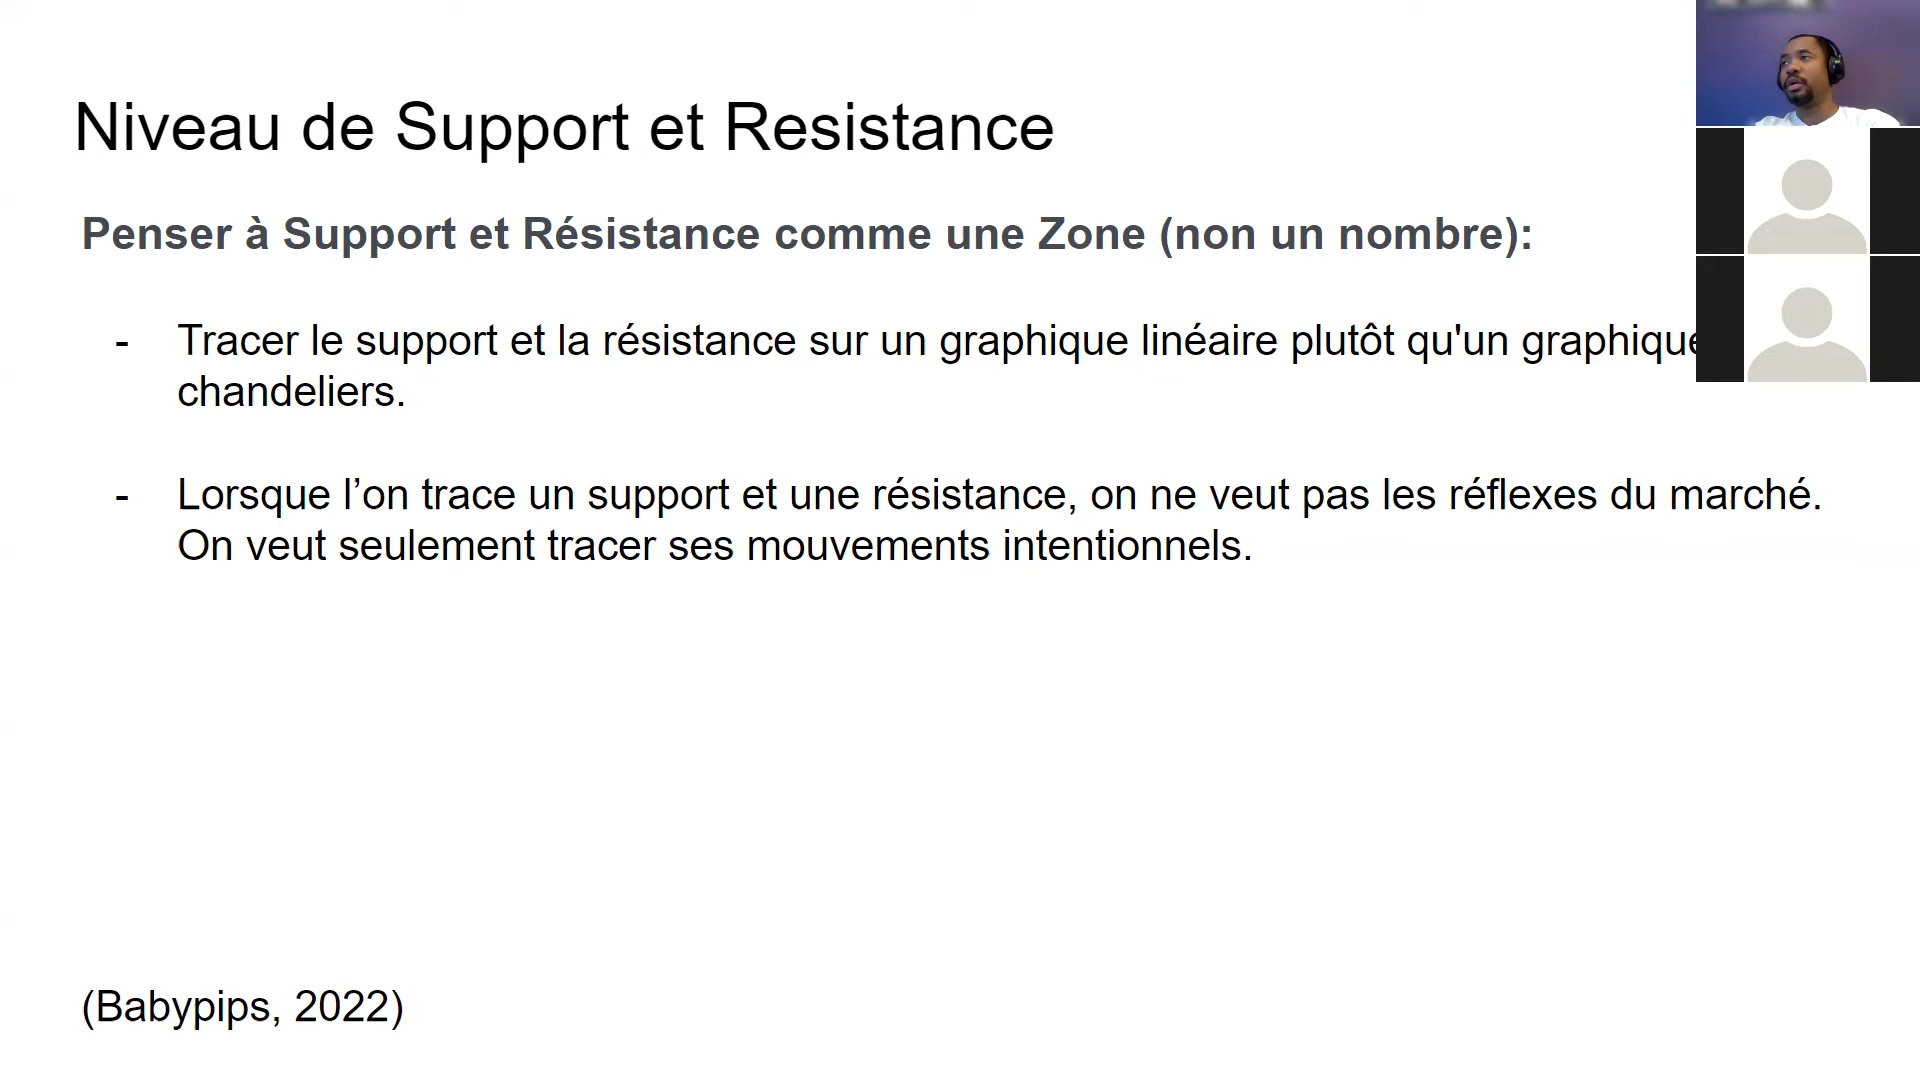 Niveau de Support et Resistance
Penser à Support et Résistance comme une Zone (non un nombre):
- Tracer le support et la résistance sur un graphique linéaire plutôt qu'un graphique
chandeliers.
- Lorsque l’on trace un support et une résistance, on ne veut pas les réflexes du marché.
On veut seulement tracer ses mouvements intentionnels.
(Babypips, 2022)